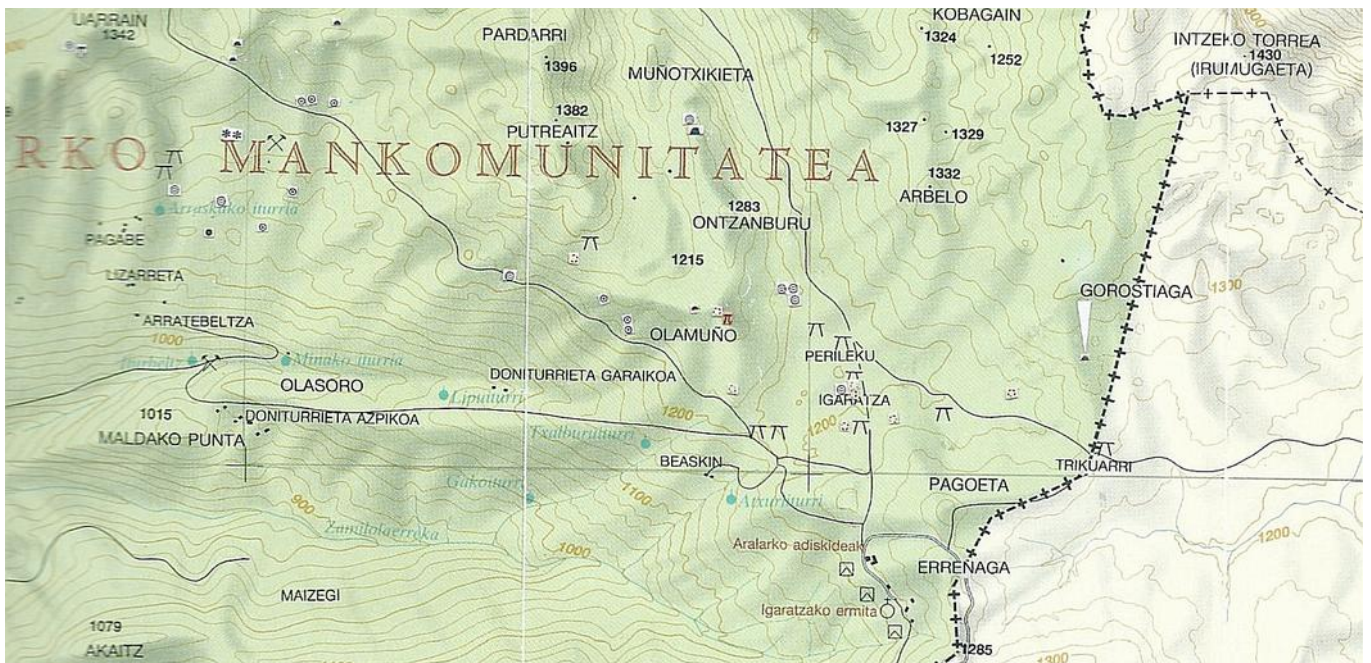 UARRAIN
1342
PARDARRI
1396
KOBAGAIN
1324
1252
1300
INTZEKO TORREA
1430
(IRUMUGAETA)
MUÑOTXIKIETA
1382
PUTREAITZ
1327
1329
RKO MANKOMUNITATEA
1332
ARBELO
Arraskako iturria
1283
ONTZANBURU
PAGABE
1215
LIZARRETA
GOROSTIAGA
1300
ARRATEBELTZA
1000
OLAMUÑO
PERILEKU
Minako iturria
OLASORO
DONITURRIETA GARAIKOA
Lipuiturri
IGARATZA
1015
DONITURRIETA AZPIKOA
1200
1200
MALDAKO PUNTA
Txalburuiturri
BEASKIN
TRIKUARRI
PAGOETA
Gakoiturri
1100
Atxuriturri
900
Zamilolaerreka
1000
1200
Aralarko adiskideak
ERREÑAGA
MAIZEGI
Igaratzako ermita
1079
AKAITZ
1285
1300